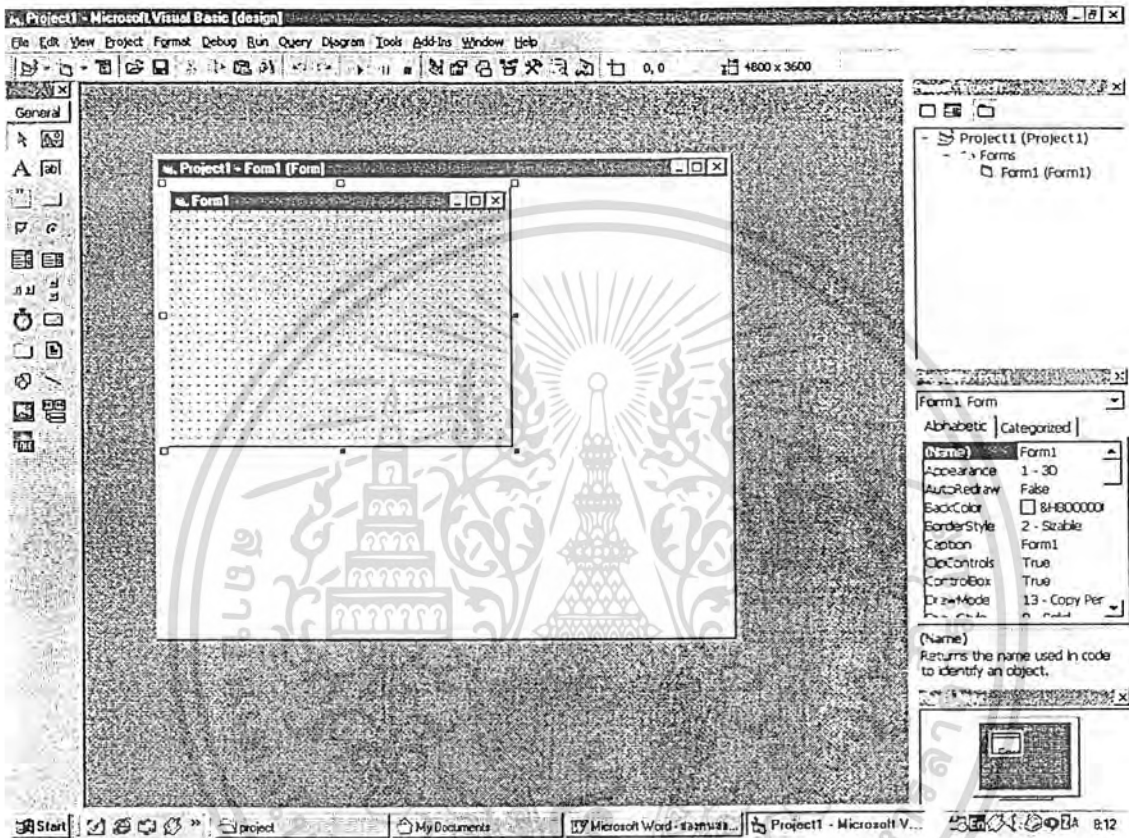 Project1 - Microsoft Visual Basic [design]
File Edit View Project Format Debug Run Query Diagram Tools Add-Ins Window Help
0, 0 4800 x 3600
General
A ab|
Project1 - Form1 (Form)
Form1
Project1 (Project1)
Forms
Form1 (Form1)
Form1 Form
Alphabetic Categorized
(Name) Form1
Appearance 1 - 3D
AutoRedraw False
BackColor
BorderStyle 2 - Sizable
Caption Form1
ClipControls True
ControlBox True
DrawMode 13 - Copy Per
(Name)
Returns the name used in code
to identify an object.
Start project My Documents Microsoft Word - Project1 - Microsoft V... En 8:12